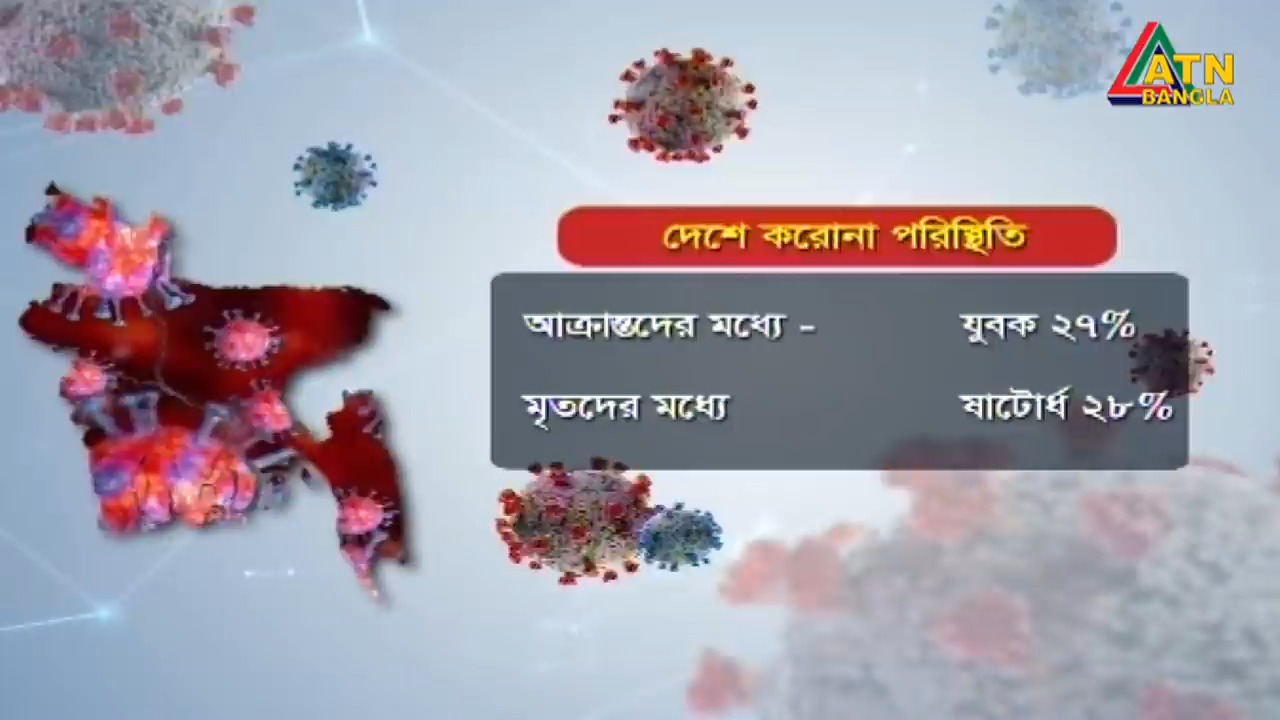 ATN
BANGLA
দেশে করোনা পরিস্থিতি
আক্রান্তদের মধ্যে - যুবক ২৭%
মৃতদের মধ্যে ষাটোর্ধ ২৮%